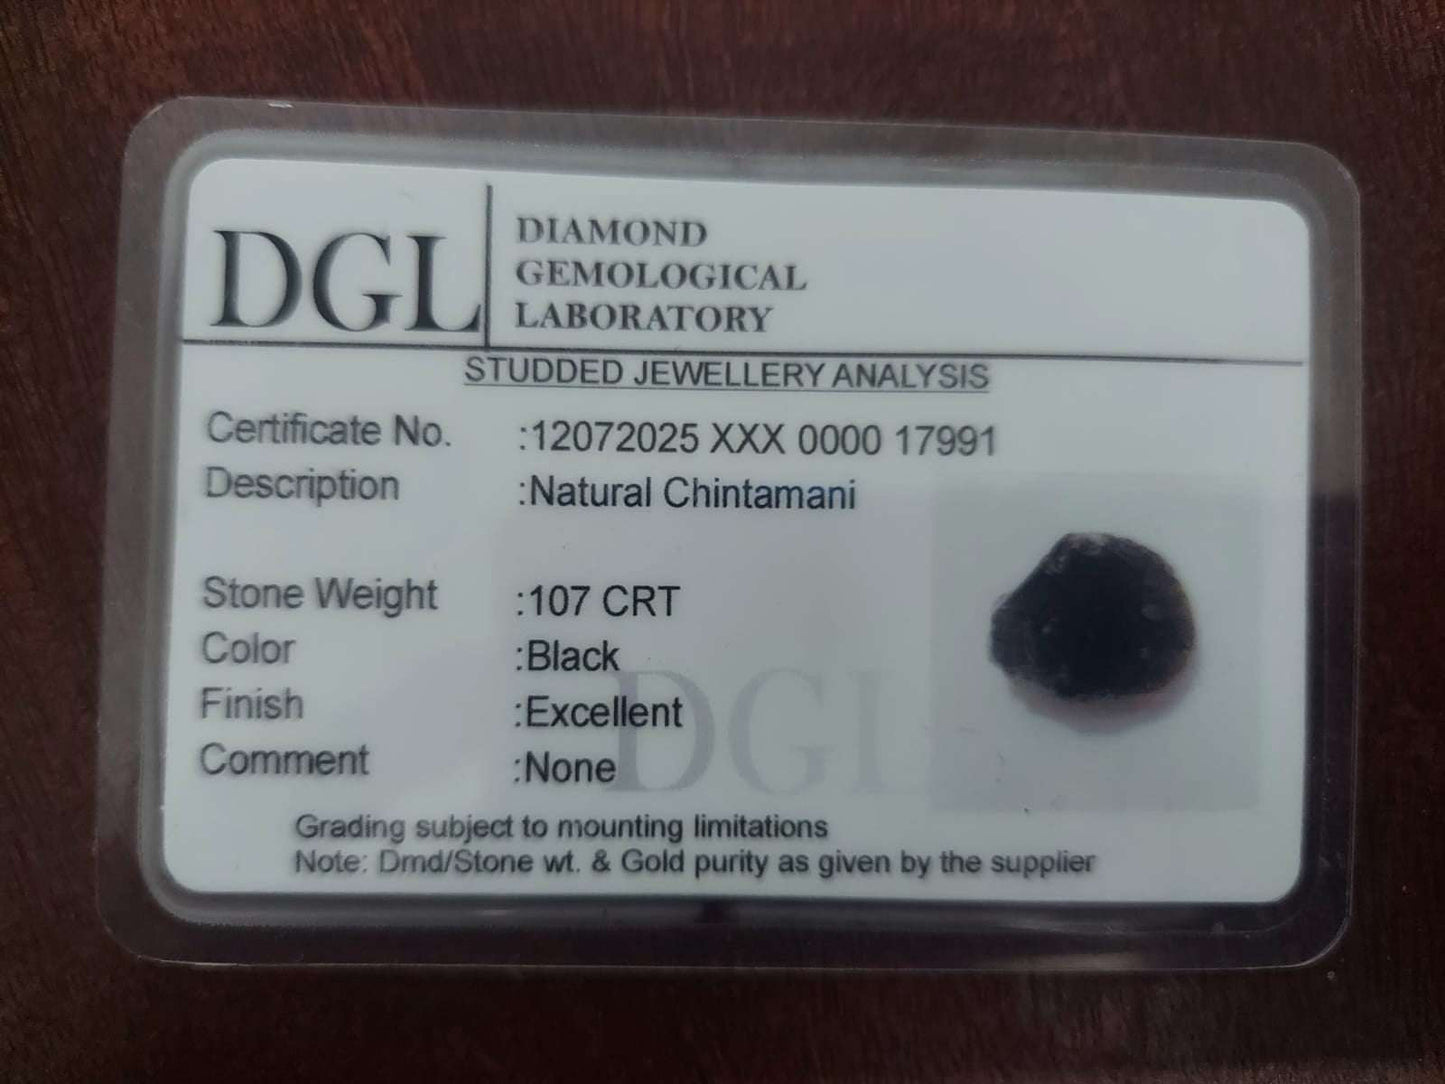 DGL
DIAMOND
GEMOLOGICAL
LABORATORY
STUDDED JEWELLERY ANALYSIS
Certificate No. :12072025 XXX 0000 17991
Description :Natural Chintamani
Stone Weight :107 CRT
Color :Black
Finish :Excellent
Comment :None
DGL
Grading subject to mounting limitations
Note: Dmd/Stone wt. & Gold purity as given by the supplier